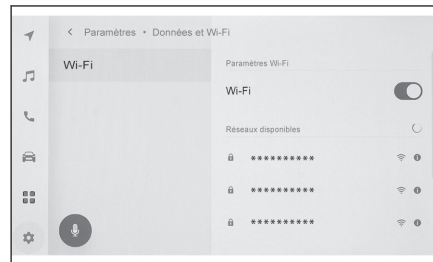 Paramètres • Données et Wi-Fi
Wi-Fi
Paramètres Wi-Fi
Wi-Fi
Réseaux disponibles
**********
**********
**********